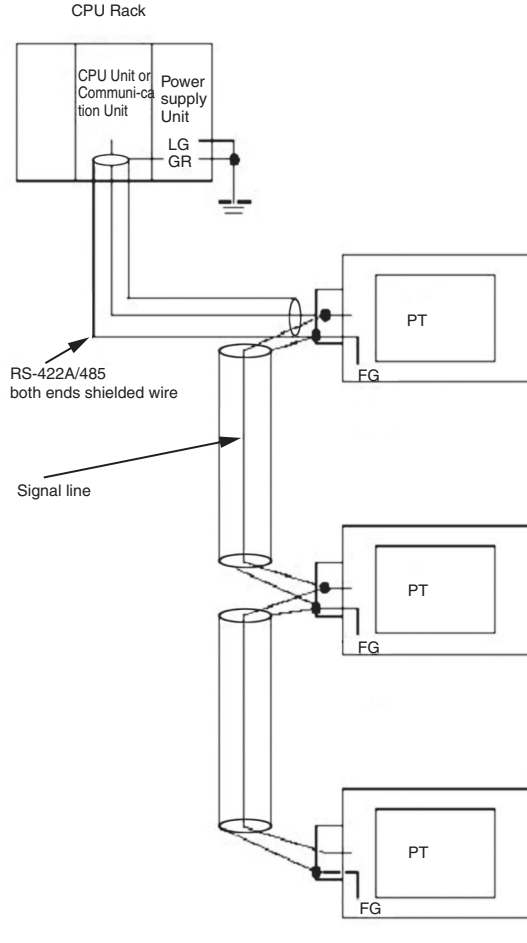 CPU Rack
CPU Unit or
Communi-ca
tion Unit
Power
supply
Unit
LG
GR
PT
FG
RS-422A/485
both ends shielded wire
Signal line
PT
FG
PT
FG